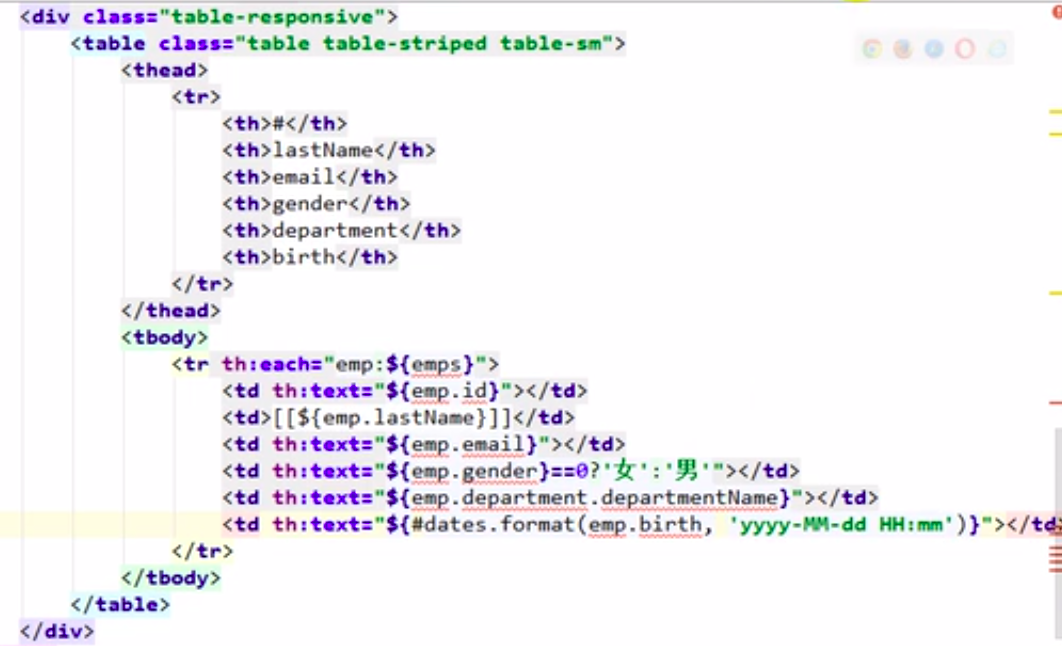 <div class="table-responsive">
<table class="table table-striped table-sm">
<thead>
<tr>
<th>#</th>
<th>lastName</th>
<th>email</th>
<th>gender</th>
<th>department</th>
<th>birth</th>
</tr>
</thead>
<tbody>
<tr th:each="emp:${emps}">
<td th:text="${emp.id}"></td>
<td>[[${emp.lastName}]]</td>
<td th:text="${emp.email}"></td>
<td th:text="${emp.gender}==0?'女':'男'"></td>
<td th:text="${emp.department.departmentName}"></td>
<td th:text="${#dates.format(emp.birth, 'yyyy-MM-dd HH:mm')}"></td
</tr>
</tbody>
</table>
</div>